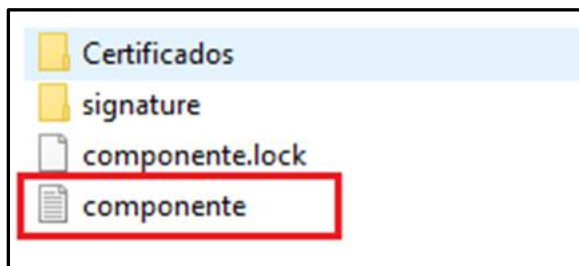 Certificados
signature
componente.lock
componente